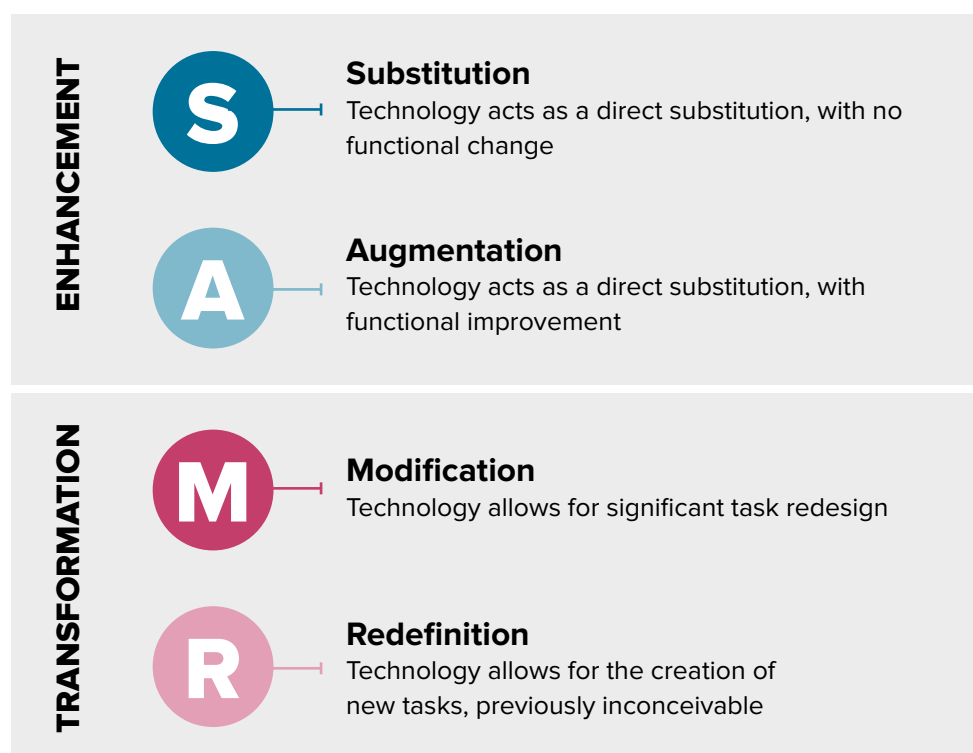 ENHANCEMENT
S
Substitution
Technology acts as a direct substitution, with no
functional change
A
Augmentation
Technology acts as a direct substitution, with
functional improvement
TRANSFORMATION
M
Modification
Technology allows for significant task redesign
R
Redefinition
Technology allows for the creation of
new tasks, previously inconceivable